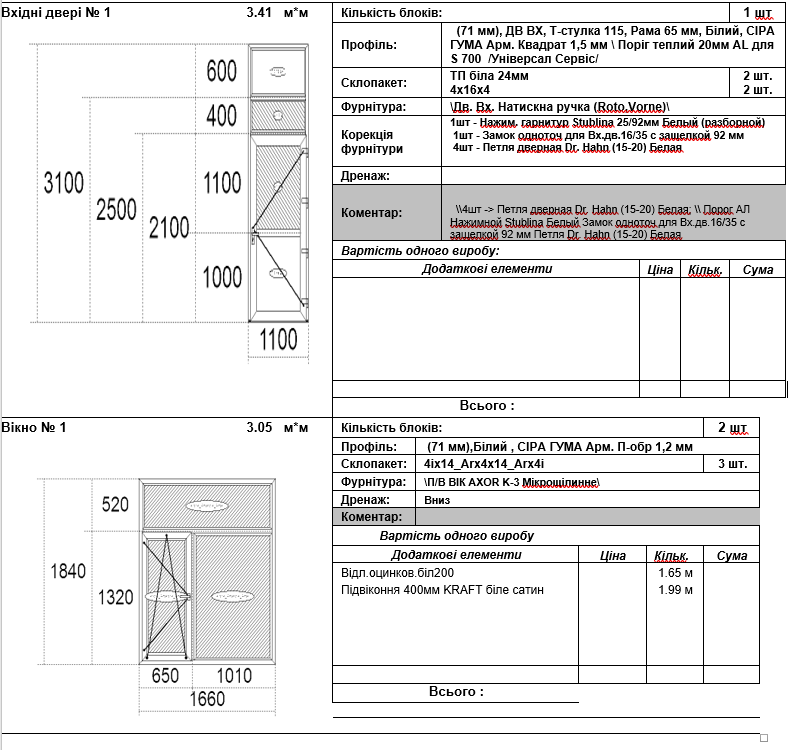 Вхідні двері № 1 3.41 м*м
600
400
1100
1000
3100
2500
2100
1100
Кількість блоків: 1 шт
Профіль: (71 мм), ДВ ВХ, Т-стулка 115, Рама 65 мм, Білий, СІРА
ГУМА Арм. Квадрат 1,5 мм \ Поріг теплий 20мм AL для
S 700 /Універсал Сервіс/
Склопакет: ТП біла 24мм 2 шт.
4x16x4 2 шт.
Фурнітура: \Дв. Вх. Натискна ручка (Roto,Vorne)\
Корекція фурнітури
1шт - Нажим. гарнитур Stublina 25/92мм Белый (разборной)
1шт - Замок одноточ для Вх.дв.16/35 с защелкой 92 мм
4шт - Петля дверная Dr. Hahn (15-20) Белая
Дренаж:
Коментар: \\4шт -> Петля дверная Dr. Hahn (15-20) Белая; \\ Порог АЛ
Нажимной Stublina Белый Замок одноточ для Вх.дв.16/35 с
защелкой 92 мм Петля Dr. Hahn (15-20) Белая
Вартість одного виробу:
Додаткові елементи Ціна Кільк. Сума
Всього :
Вікно № 1 3.05 м*м
520
1840
1320
650 1010
1660
Кількість блоків: 2 шт
Профіль: (71 мм),Білий , СІРА ГУМА Арм. П-обр 1,2 мм
Склопакет: 4ix14_Arx4x14_Arx4i 3 шт.
Фурнітура: \П/В ВІК AXOR K-3 Мікрощілинне\
Дренаж: Вниз
Коментар:
Вартість одного виробу
Додаткові елементи Ціна Кільк. Сума
Відл.оцинков.біл200 1.65 м
Підвіконня 400мм KRAFT біле сатин 1.99 м
Всього :